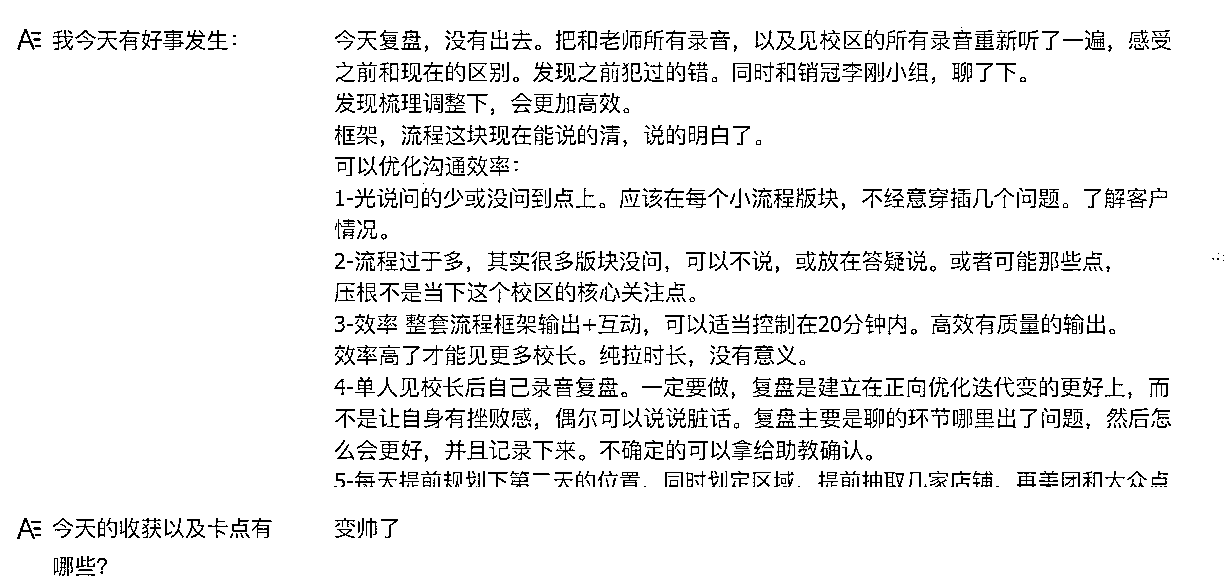 我今天有好事发生：
今天复盘，没有出去。把和老师所有录音，以及见校区的所有录音重新听了一遍，感受
之前和现在的区别。发现之前犯过的错。同时和销冠李刚小组，聊了下。
发现梳理调整下，会更加高效。
框架，流程这块现在能说的清，说的明白了。
可以优化沟通效率：
1-光说问的少或没问到点上。应该在每个小流程版块，不经意穿插几个问题。了解客户
情况。
2-流程过于多，其实很多版块没问，可以不说，或放在答疑说。或者可能那些点，
压根不是当下这个校区的核心关注点。
3-效率 整套流程框架输出+互动，可以适当控制在20分钟内。高效有质量的输出。
效率高了才能见更多校长。纯拉时长，没有意义。
4-单人见校长后自己录音复盘。一定要做，复盘是建立在正向优化迭代变的更好上，而
不是让自身有挫败感，偶尔可以说说脏话。复盘主要是聊的环节哪里出了问题，然后怎
么会更好，并且记录下来。不确定的可以拿给助教确认。
5-每天提前规划下第二天的位置，同时划定区域，提前抽取几家店铺，再美团和大众点
今天的收获以及卡点有
哪些？
变帅了